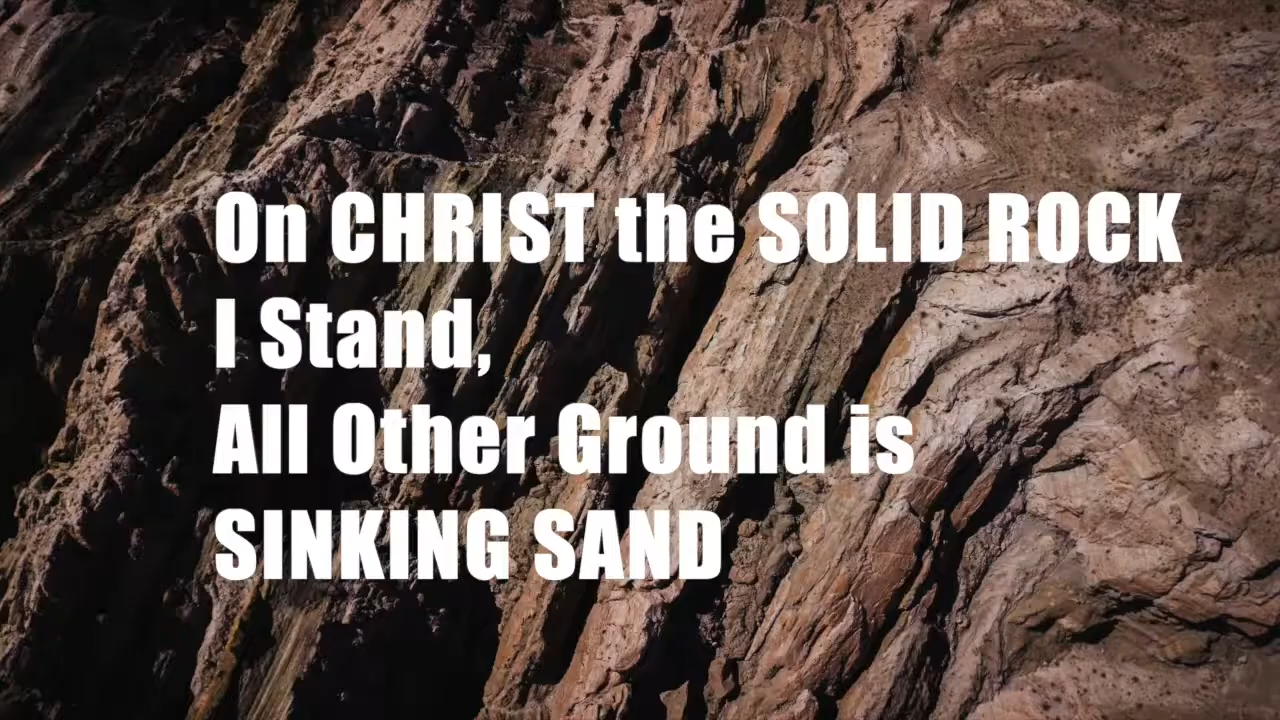 On CHRIST the SOLID ROCK
I Stand,
All Other Ground is
SINKING SAND